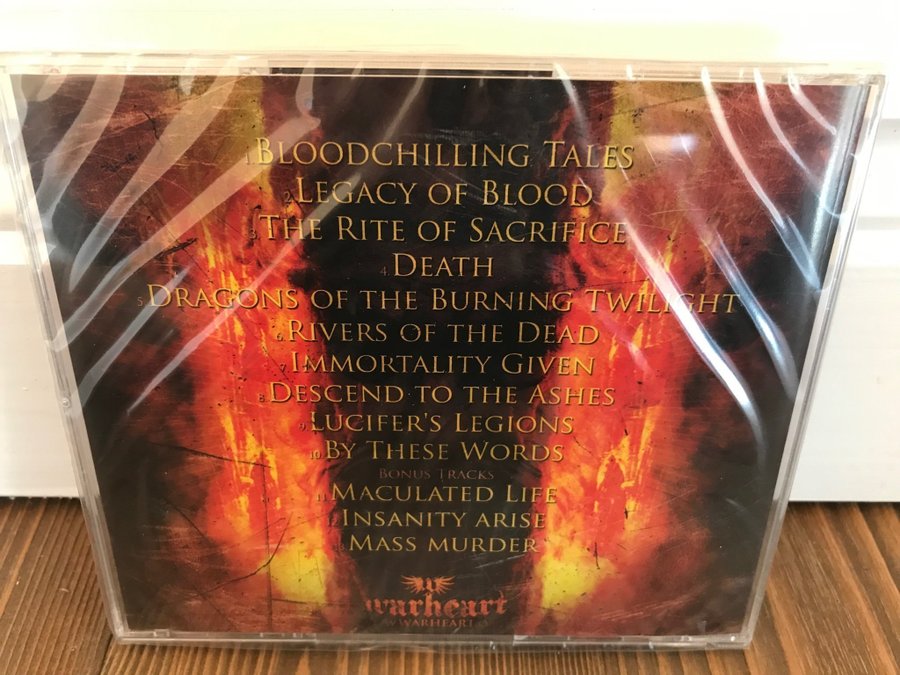 1. BLOODCHILLING TALES
2. LEGACY OF BLOOD
3. THE RITE OF SACRIFICE
4. DEATH
5. DRAGONS OF THE BURNING TWILIGHT
6. RIVERS OF THE DEAD
7. IMMORTALITY GIVEN
8. DESCEND TO THE ASHES
9. LUCIFER'S LEGIONS
10. BY THESE WORDS
BONUS TRACKS
11. MACULATED LIFE
INSANITY ARISE
MASS MURDER
warheart